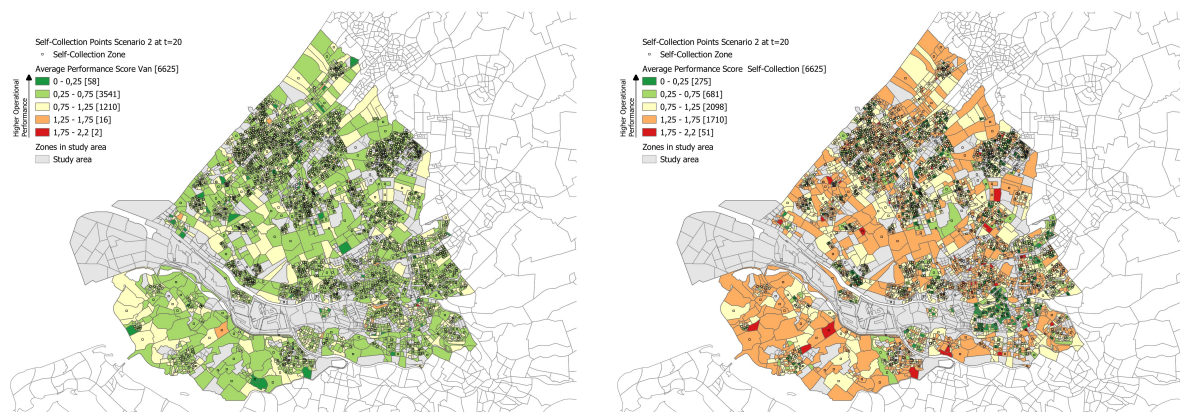 Self-Collection Points Scenario 2 at t=20
Self-Collection Zone
Average Performance Score Van [6625]
0 - 0,25 [58]
0,25 - 0,75 [3541]
0,75 - 1,25 [1210]
1,25 - 1,75 [16]
1,75 - 2,2 [2]
Zones in study area
Study area
Higher Operational
Performance
Self-Collection Points Scenario 2 at t=20
Self-Collection Zone
Average Performance Score  Self-Collection [6625]
0 - 0,25 [275]
0,25 - 0,75 [681]
0,75 - 1,25 [2098]
1,25 - 1,75 [1710]
1,75 - 2,2 [51]
Zones in study area
Study area
Higher Operational
Performance